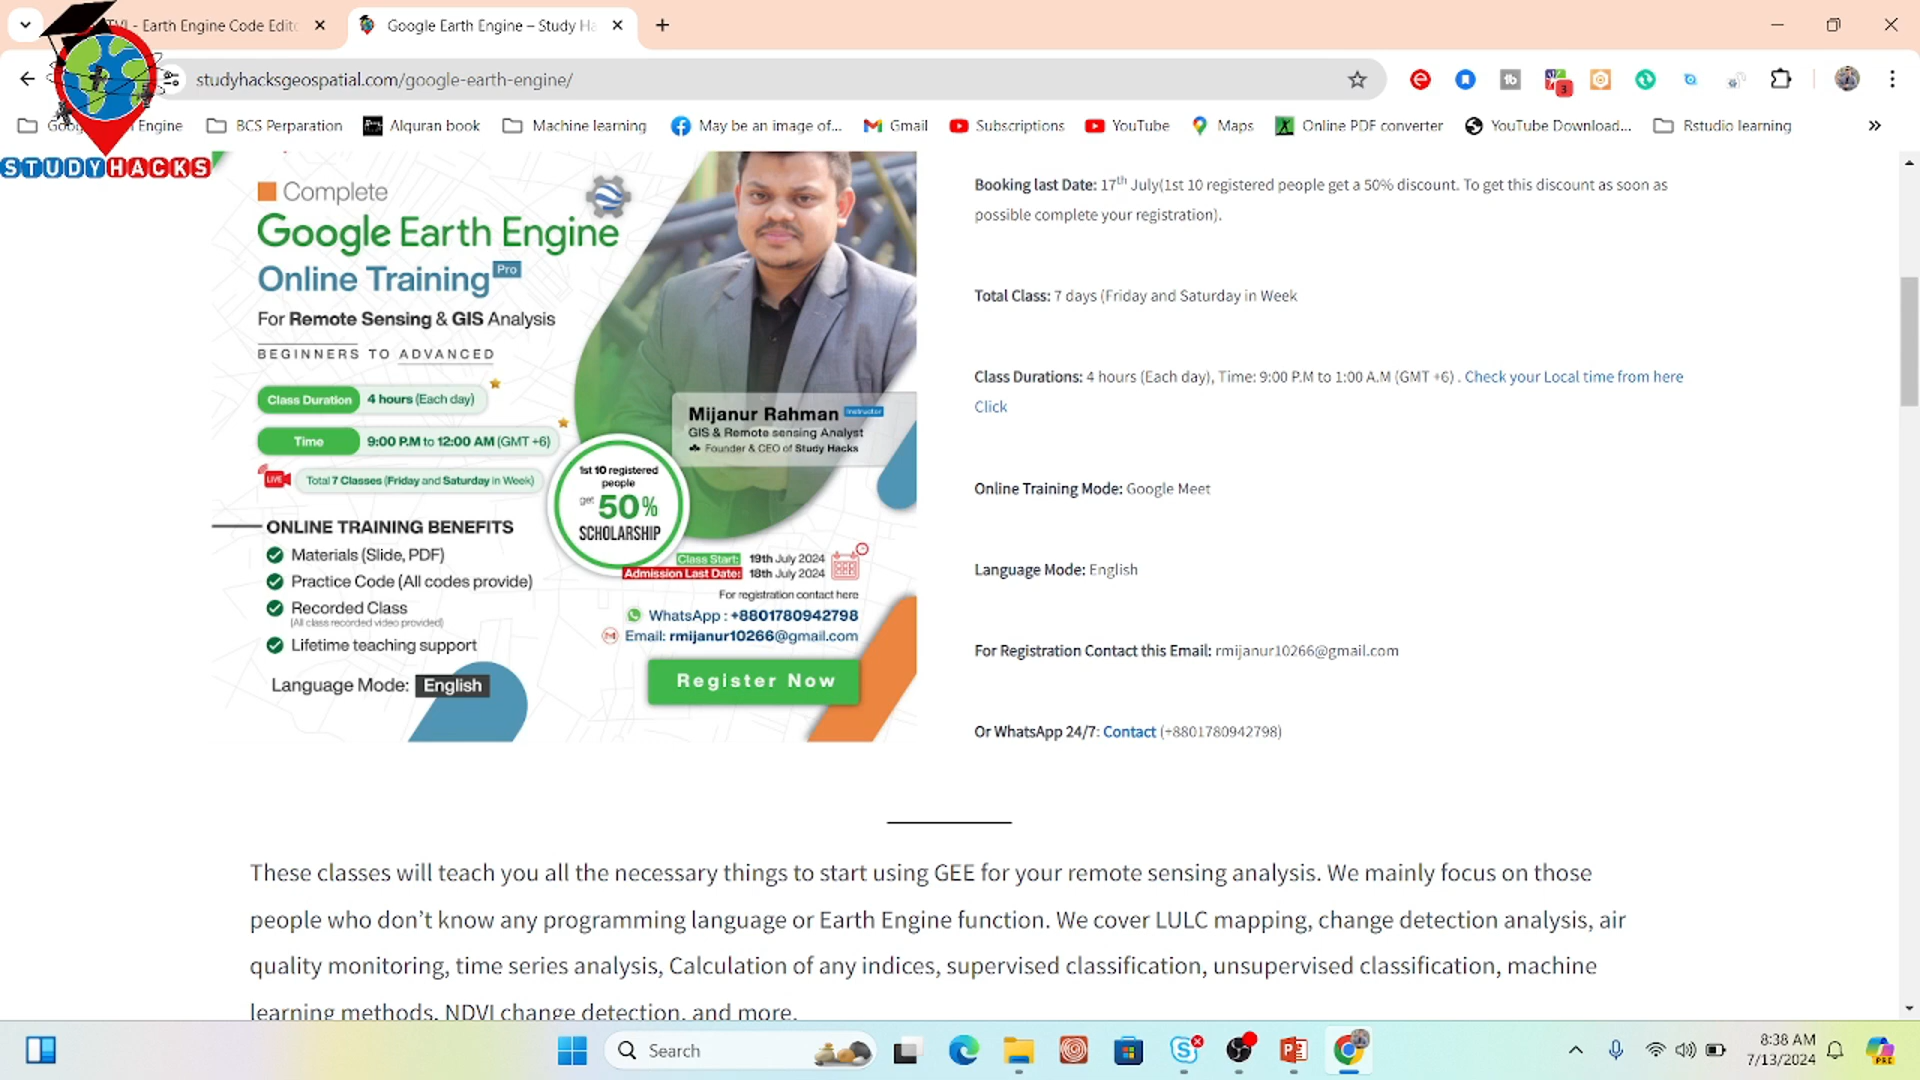 TVI - Earth Engine Code Edito
Google Earth Engine – Study Ha
studyhacksgeospatial.com/google-earth-engine/
Google Earth Engine
BCS Perparation
Alquran book
Machine learning
May be an image of...
Gmail
Subscriptions
YouTube
Maps
Online PDF converter
YouTube Download...
Rstudio learning
STUDYHACKS
Complete
Google Earth Engine
Online Training Pro
For Remote Sensing & GIS Analysis
BEGINNERS TO ADVANCED
Class Duration 4 hours (Each day)
Time 9:00 P.M to 12:00 AM (GMT +6)
LIVE Total 7 Classes (Friday and Saturday in Week)
ONLINE TRAINING BENEFITS
Materials (Slide, PDF)
Practice Code (All codes provide)
Recorded Class
(All class recorded video provided)
Lifetime teaching support
Language Mode: English
Mijanur Rahman Instructor
GIS & Remote sensing Analyst
Founder & CEO of Study Hacks
1st 10 registered
people
get 50%
SCHOLARSHIP
Class Start: 19th July 2024
Admission Last Date: 18th July 2024
For registration contact here
WhatsApp : +8801780942798
Email: rmijanur10266@gmail.com
Register Now
Booking last Date: 17th July(1st 10 registered people get a 50% discount. To get this discount as soon as
possible complete your registration).
Total Class: 7 days (Friday and Saturday in Week
Class Durations: 4 hours (Each day), Time: 9:00 P.M to 1:00 A.M (GMT +6) . Check your Local time from here
Click
Online Training Mode: Google Meet
Language Mode: English
For Registration Contact this Email: rmijanur10266@gmail.com
Or WhatsApp 24/7: Contact (+8801780942798)
These classes will teach you all the necessary things to start using GEE for your remote sensing analysis. We mainly focus on those
people who don’t know any programming language or Earth Engine function. We cover LULC mapping, change detection analysis, air
quality monitoring, time series analysis, Calculation of any indices, supervised classification, unsupervised classification, machine
learning methods, NDVI change detection, and more.
Search
8:38 AM
7/13/2024